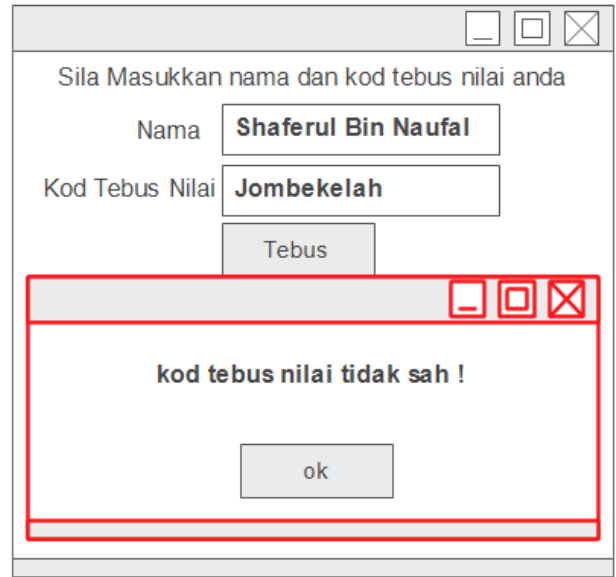 Sila Masukkan nama dan kod tebus nilai anda
Nama Shaferul Bin Naufal
Kod Tebus Nilai Jombekelah
Tebus
kod tebus nilai tidak sah !
ok